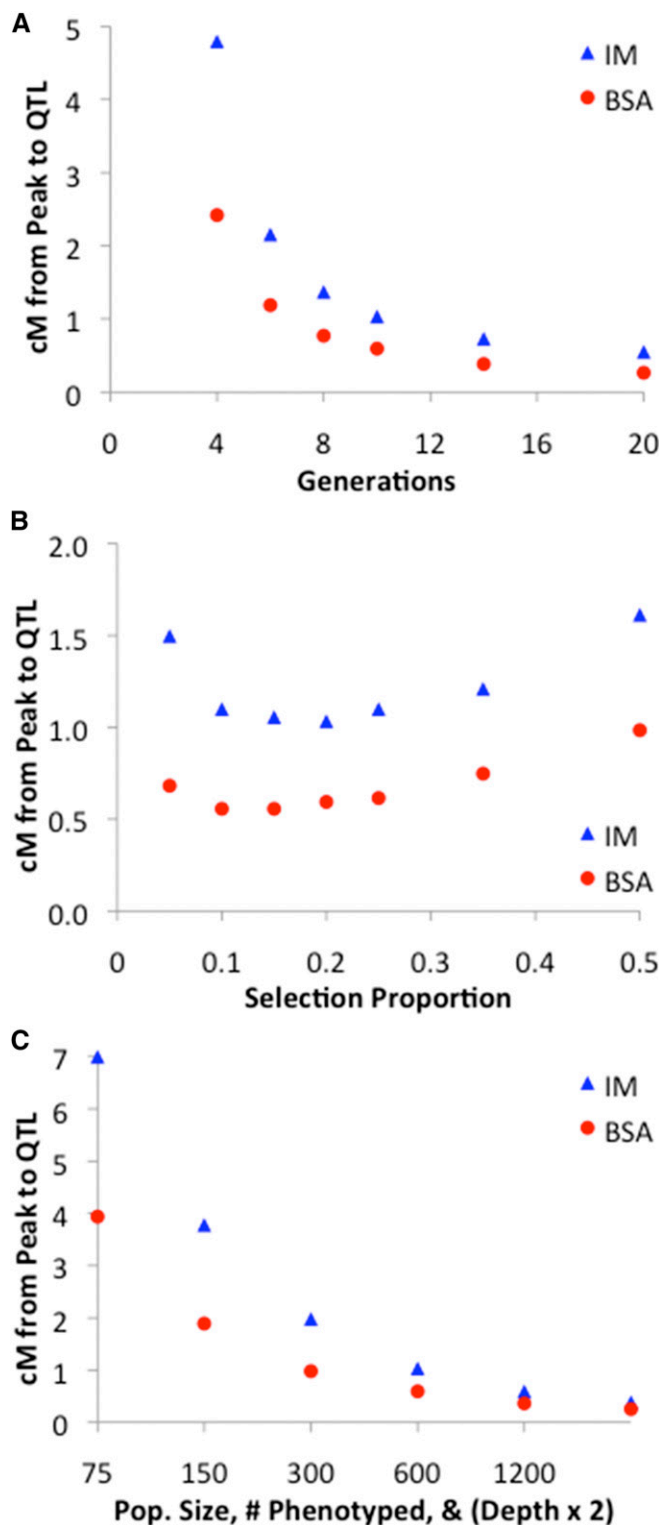 A
cM from Peak to QTL
5
4
3
2
1
0
IM
BSA
0 4 8 12 16 20
Generations
B
cM from Peak to QTL
2.0
1.5
1.0
0.5
0.0
IM
BSA
0 0.1 0.2 0.3 0.4 0.5
Selection Proportion
C
cM from Peak to QTL
7
6
5
4
3
2
1
0
IM
BSA
75 150 300 600 1200
Pop. Size, # Phenotyped, & (Depth x 2)